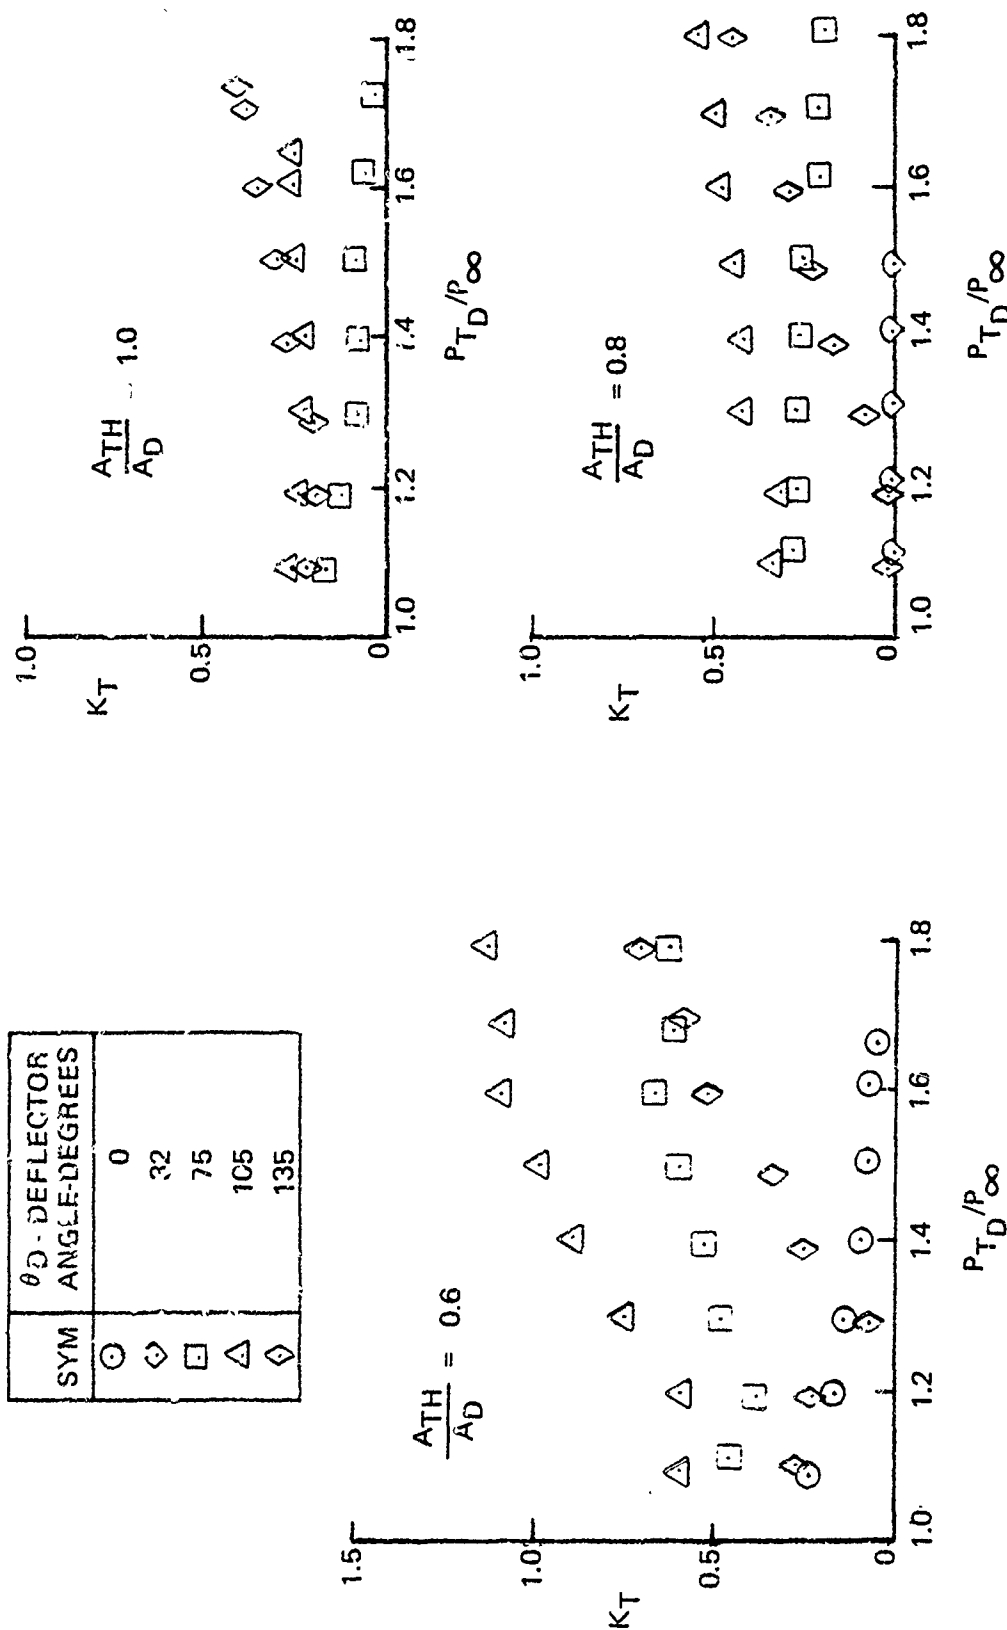 SYM θD - DEFLECTOR
ANGLE-DEGREES
0
32
75
105
135
ATH
AD
= 0.6
KT
1.5
1.0
0.5
0
1.0
1.2
1.4
1.6
1.8
PTD/P∞
ATH
AD
- 1.0
KT
1.0
0.5
0
1.0
1.2
1.4
1.6
1.8
PTD/P∞
ATH
AD
= 0.8
KT
1.0
0.5
0
1.0
1.2
1.4
1.6
1.8
PTD/P∞